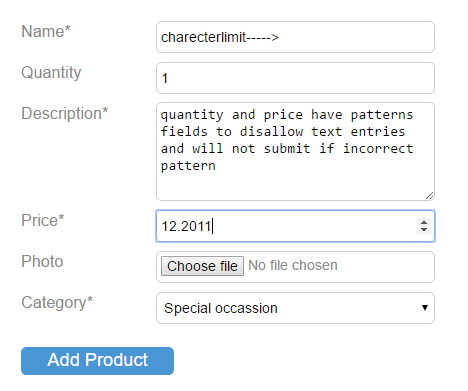 Name* charecterlimit----->
Quantity 1
Description* quantity and price have patterns
fields to disallow text entries
and will not submit if incorrect
pattern
Price* 12.2011
Photo Choose file No file chosen
Category* Special occassion
Add Product